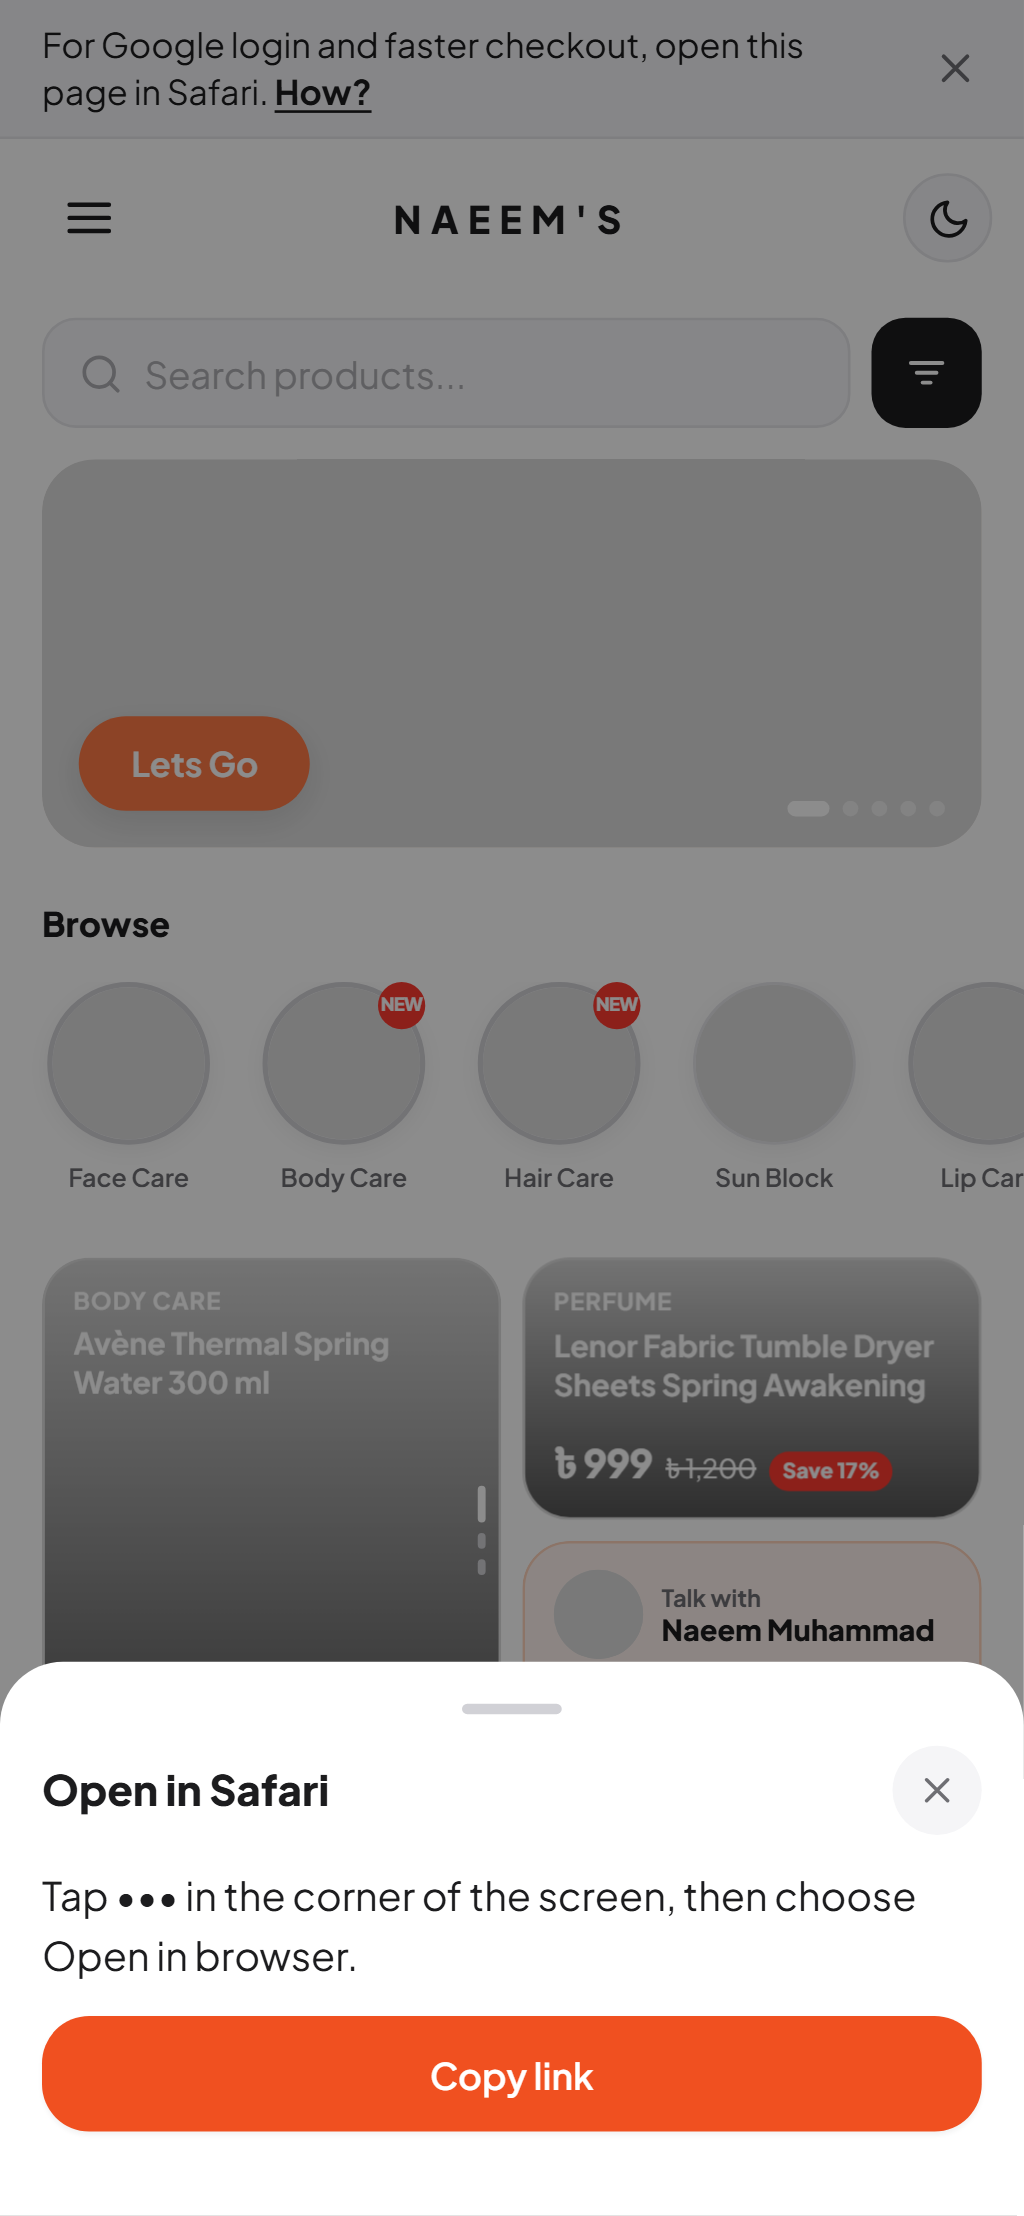 For Google login and faster checkout, open this
page in Safari. How?
NAEEM'S
Search products...
Lets Go
Browse
NEW
NEW
Face Care
Body Care
Hair Care
Sun Block
Lip Car
BODY CARE
Avène Thermal Spring
Water 300 ml
PERFUME
Lenor Fabric Tumble Dryer
Sheets Spring Awakening
৳ 999 ৳ 1,200 Save 17%
Talk with
Naeem Muhammad
Open in Safari
Tap ••• in the corner of the screen, then choose
Open in browser.
Copy link